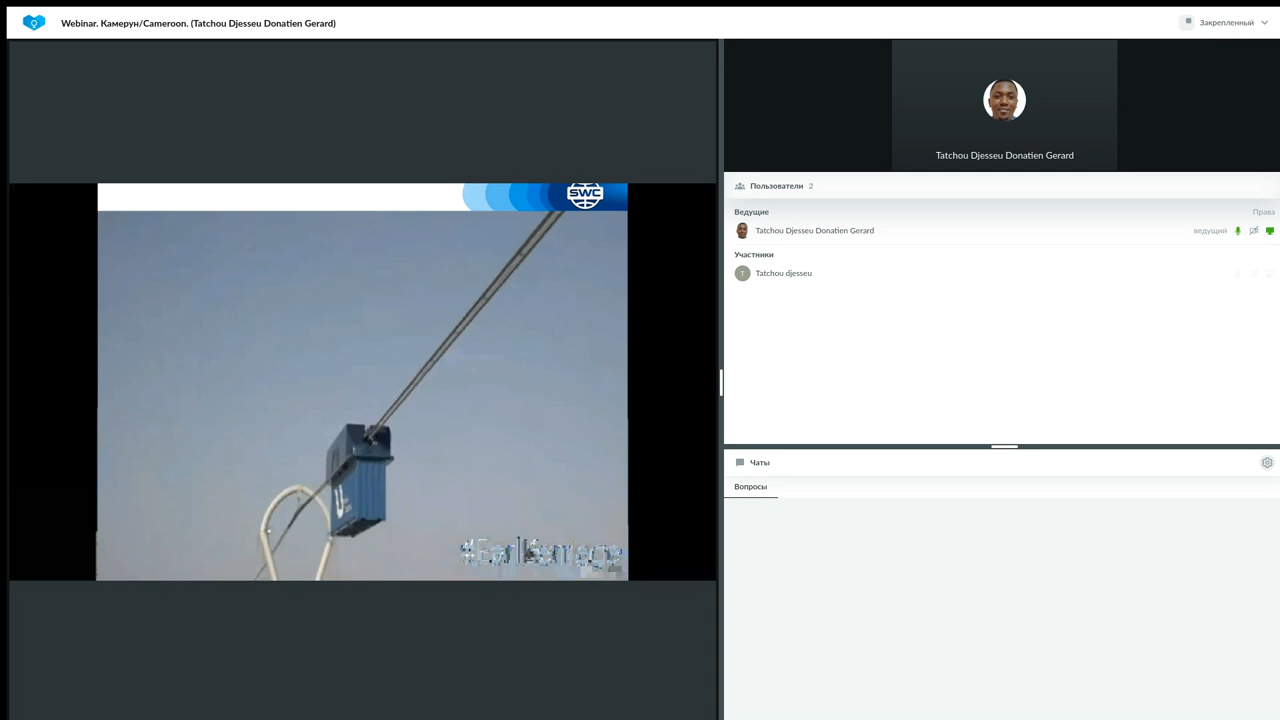 Webinar. Камерун/Cameroon. (Tatchou Djesseu Donatien Gerard)
Закрепленный
SWC
U
Tatchou Djesseu Donatien Gerard
Пользователи 2
Ведущие Права
Tatchou Djesseu Donatien Gerard ведущий
Участники
T Tatchou djesseu
Чаты
Вопросы